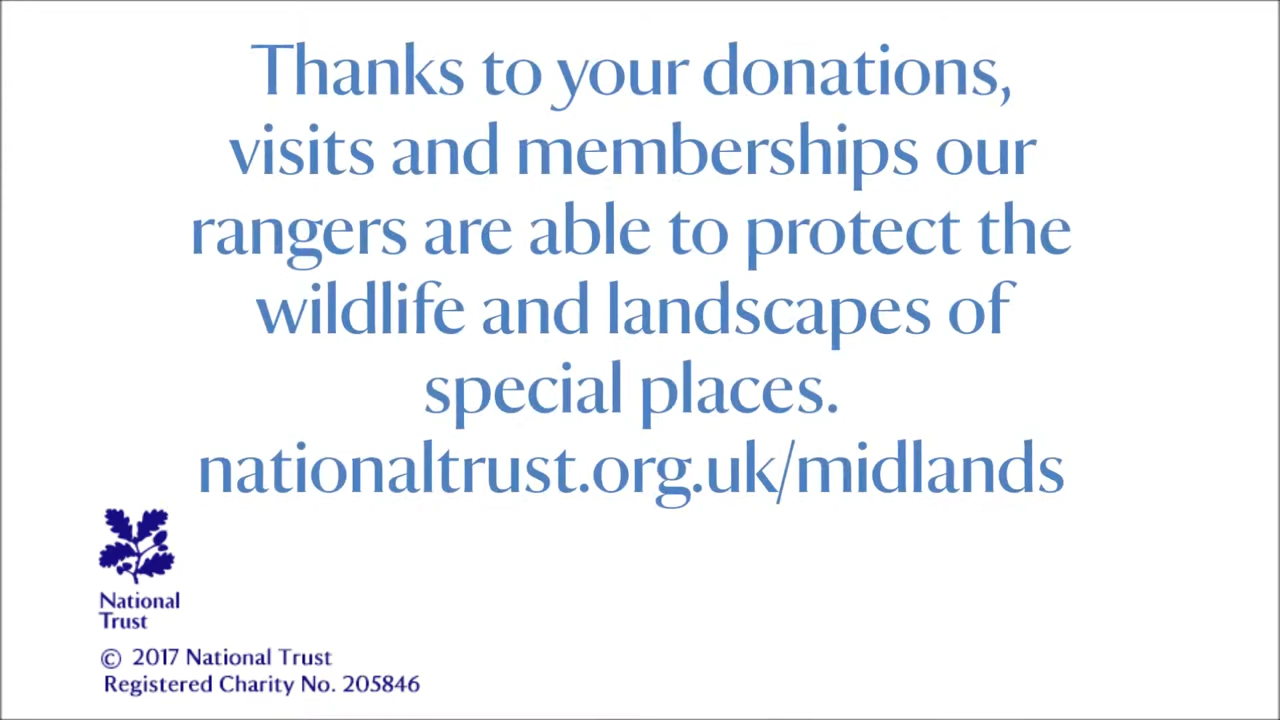 Thanks to your donations,
visits and memberships our
rangers are able to protect the
wildlife and landscapes of
special places.
nationaltrust.org.uk/midlands
National
Trust
© 2017 National Trust
Registered Charity No. 205846